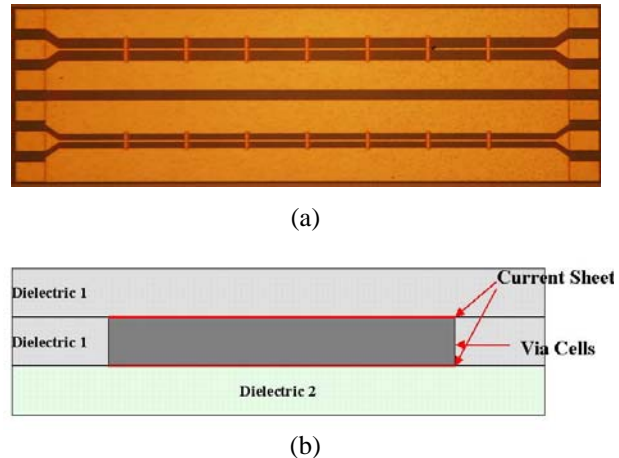 (a)
Current Sheet
Dielectric 1
Dielectric 1
Via Cells
Dielectric 2
(b)